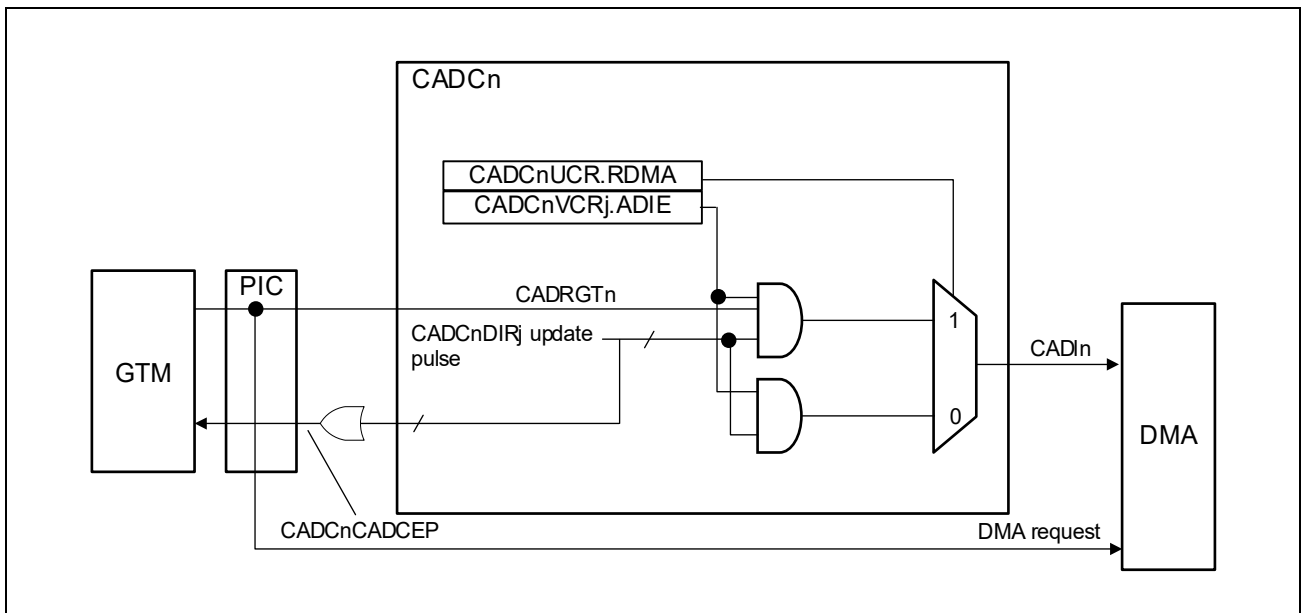 CADCn
CADCnUCR.RDMA
CADCnVCRj.ADIE
PIC
CADRGTn
CADCnDIRj update
pulse
1
CADIn
GTM
0
DMA
CADCnCADCEP
DMA request